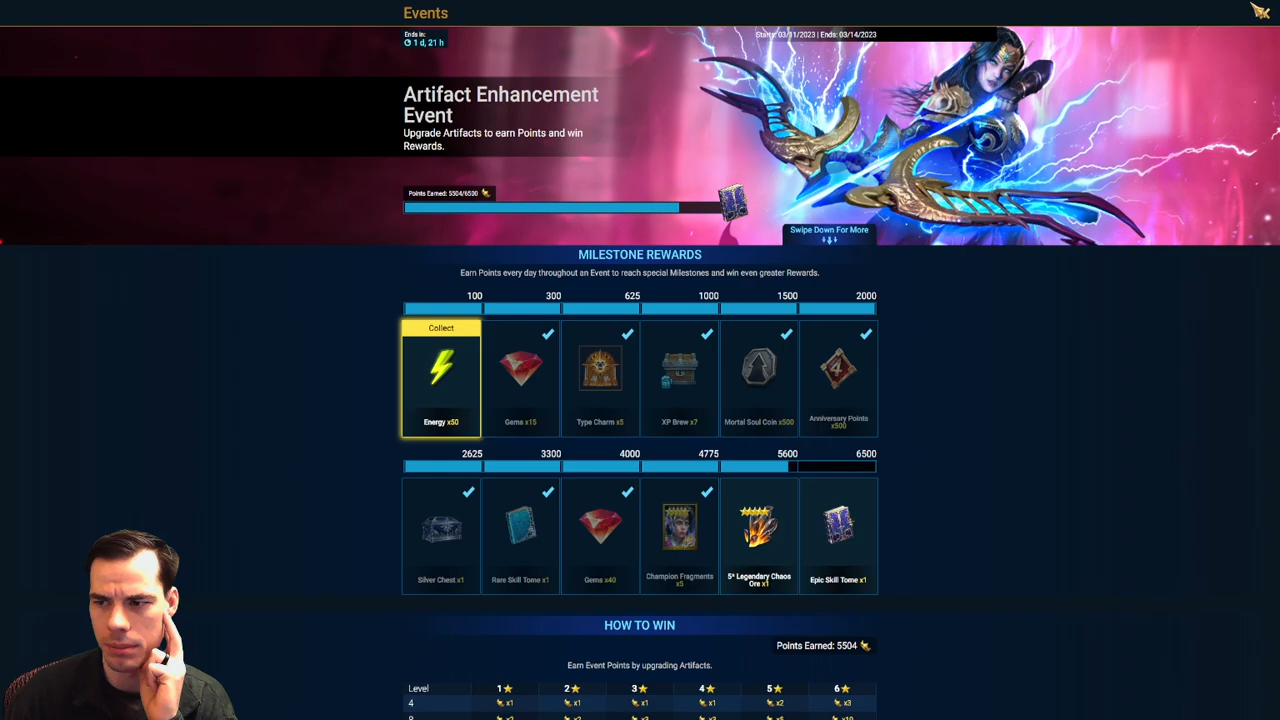 Events
Ends in:
1 d, 21 h
Starts: 03/11/2023 | Ends: 03/14/2023
Artifact Enhancement
Event
Upgrade Artifacts to earn Points and win
Rewards.
Points Earned: 5504/6500
Swipe Down For More
MILESTONE REWARDS
Earn Points every day throughout an Event to reach special Milestones and win even greater Rewards.
100 300 625 1000 1500 2000
Collect
4
Energy x50 Gems x15 Type Charm x5 XP Brew x7 Mortal Soul Coin x500 Anniversary Points
x500
2625 3300 4000 4775 5600 6500
Silver Chest x1 Rare Skill Tome x1 Gems x40 Champion Fragments
x5
5* Legendary Chaos
Ore x1
Epic Skill Tome x1
HOW TO WIN
Points Earned: 5504
Earn Event Points by upgrading Artifacts.
Level 1 2 3 4 5 6
4 x1 x1 x1 x1 x2 x3